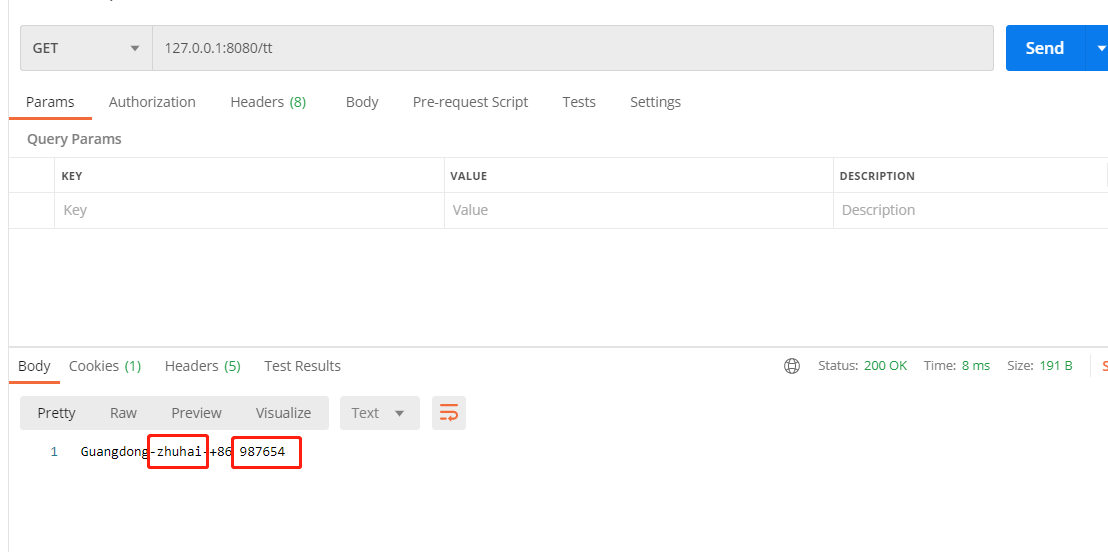 GET 127.0.0.1:8080/tt Send
Params Authorization Headers (8) Body Pre-request Script Tests Settings
Query Params
KEY VALUE DESCRIPTION
Key Value Description
Body Cookies (1) Headers (5) Test Results Status: 200 OK Time: 8 ms Size: 191 B
Pretty Raw Preview Visualize Text
1 Guangdong-zhuhai-+86 987654